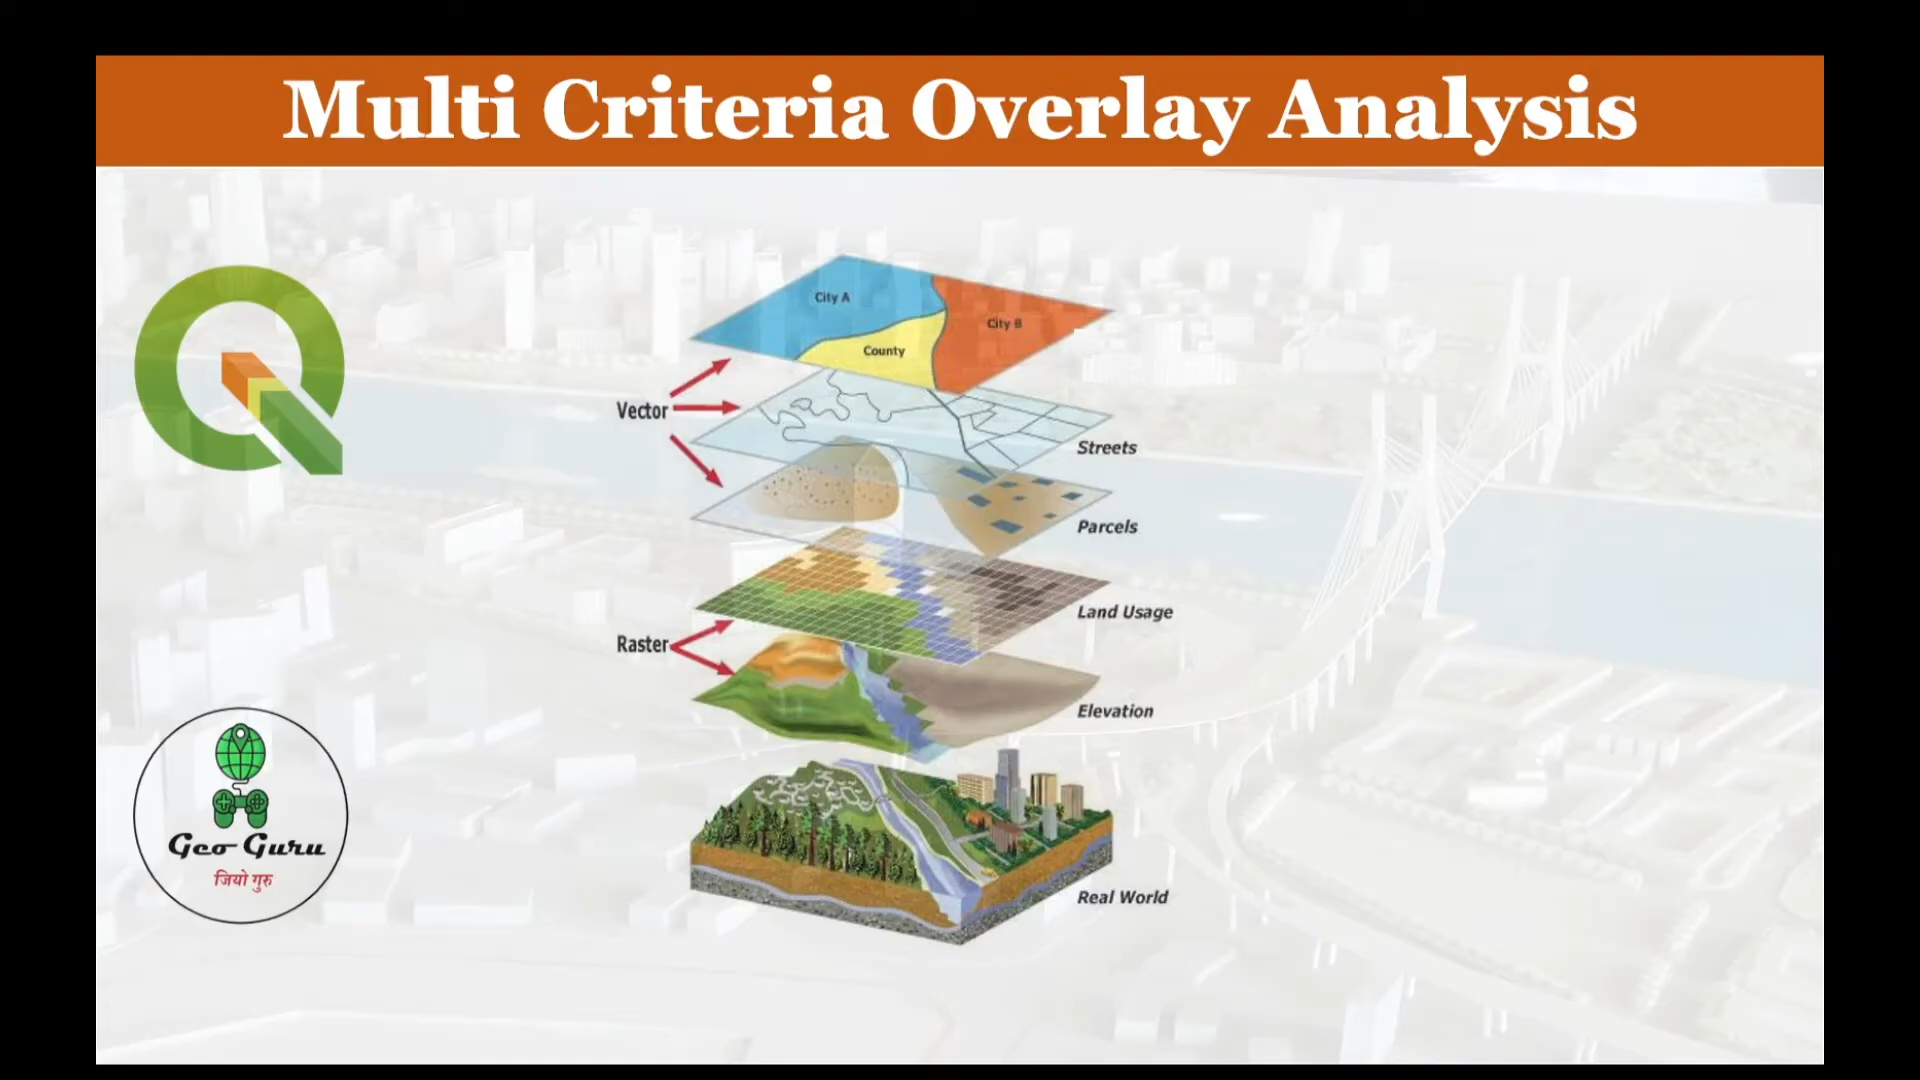 Multi Criteria Overlay Analysis
City A
City B
County
Vector
Streets
Parcels
Land Usage
Raster
Elevation
Real World
Geo Guru
जियो गुरु